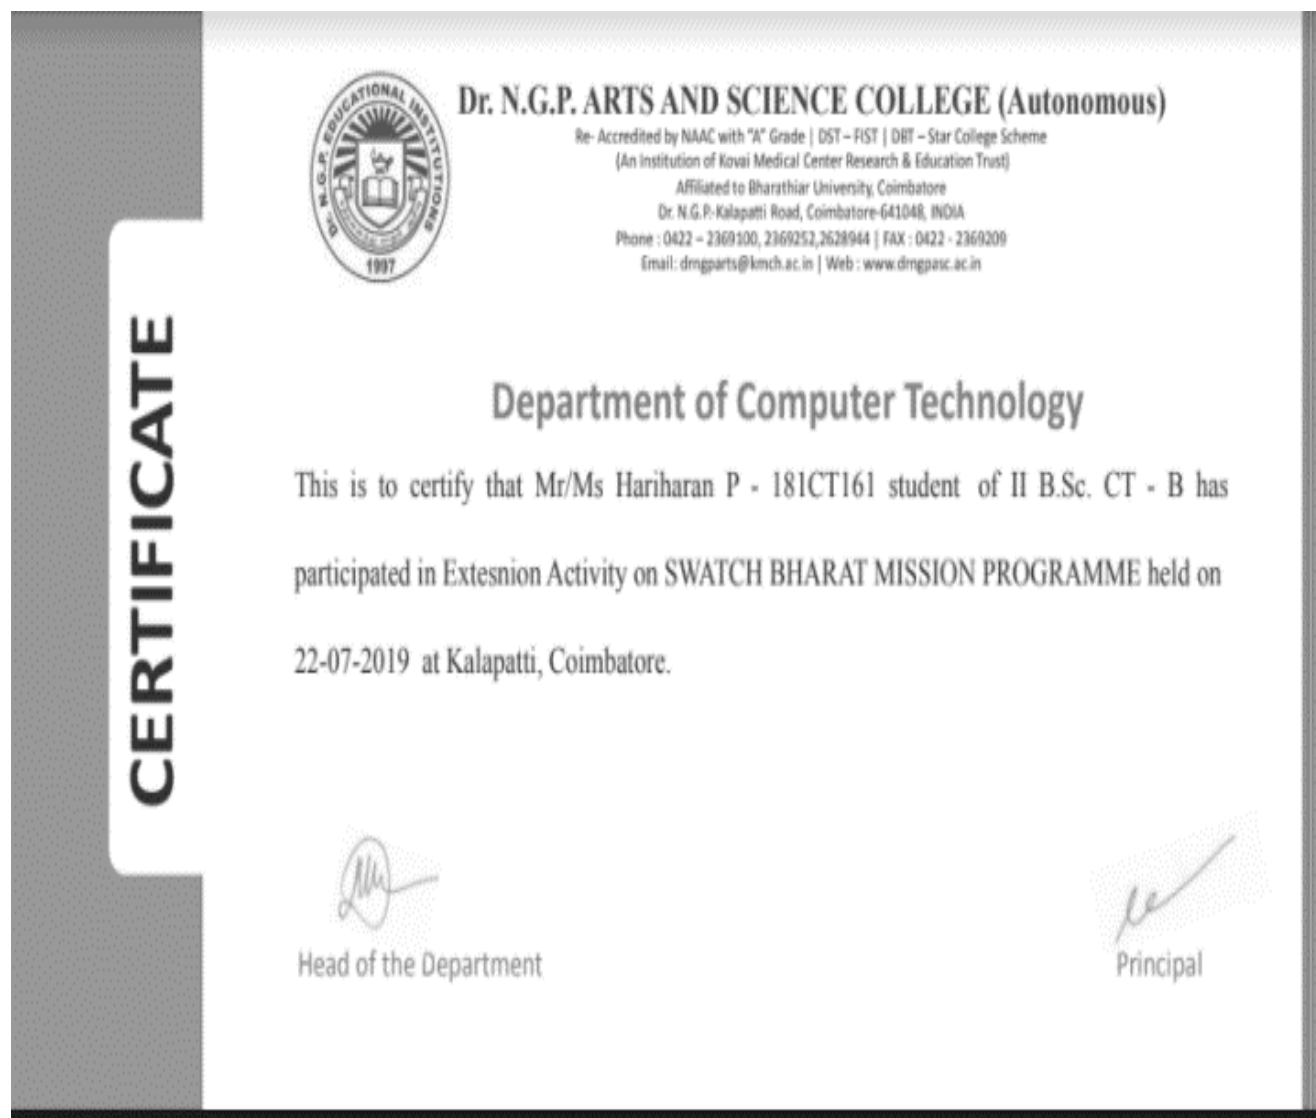 Dr. N.G.P. EDUCATIONAL INSTITUTIONS
1997
Dr. N.G.P. ARTS AND SCIENCE COLLEGE (Autonomous)
Re- Accredited by NAAC with "A" Grade | DST – FIST | DBT – Star College Scheme
(An Institution of Kovai Medical Center Research & Education Trust)
Affiliated to Bharathiar University, Coimbatore
Dr. N.G.P.-Kalapatti Road, Coimbatore-641048, INDIA
Phone : 0422 – 2369100, 2369252,2628944 | FAX : 0422 - 2369209
Email: drngparts@kmch.ac.in | Web : www.drngpasc.ac.in
CERTIFICATE
Department of Computer Technology
This is to certify that Mr/Ms Hariharan P - 181CT161 student of II B.Sc. CT - B has
participated in Extesnion Activity on SWATCH BHARAT MISSION PROGRAMME held on
22-07-2019 at Kalapatti, Coimbatore.
Head of the Department
Principal